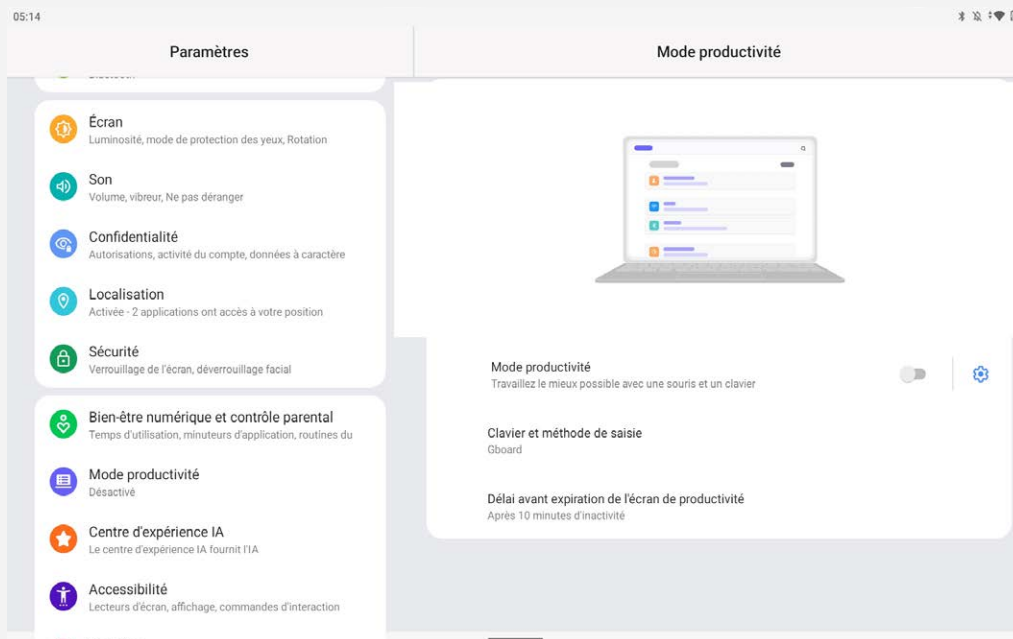 05:14
Paramètres
Mode productivité
Écran
Luminosité, mode de protection des yeux, Rotation
Son
Volume, vibreur, Ne pas déranger
Confidentialité
Autorisations, activité du compte, données à caractère
Localisation
Activée - 2 applications ont accès à votre position
Sécurité
Verrouillage de l'écran, déverrouillage facial
Bien-être numérique et contrôle parental
Temps d'utilisation, minuteurs d'application, routines du
Mode productivité
Désactivé
Centre d'expérience IA
Le centre d'expérience IA fournit l'IA
Accessibilité
Lecteurs d'écran, affichage, commandes d'interaction
Mode productivité
Travaillez le mieux possible avec une souris et un clavier
Clavier et méthode de saisie
Gboard
Délai avant expiration de l'écran de productivité
Après 10 minutes d'inactivité